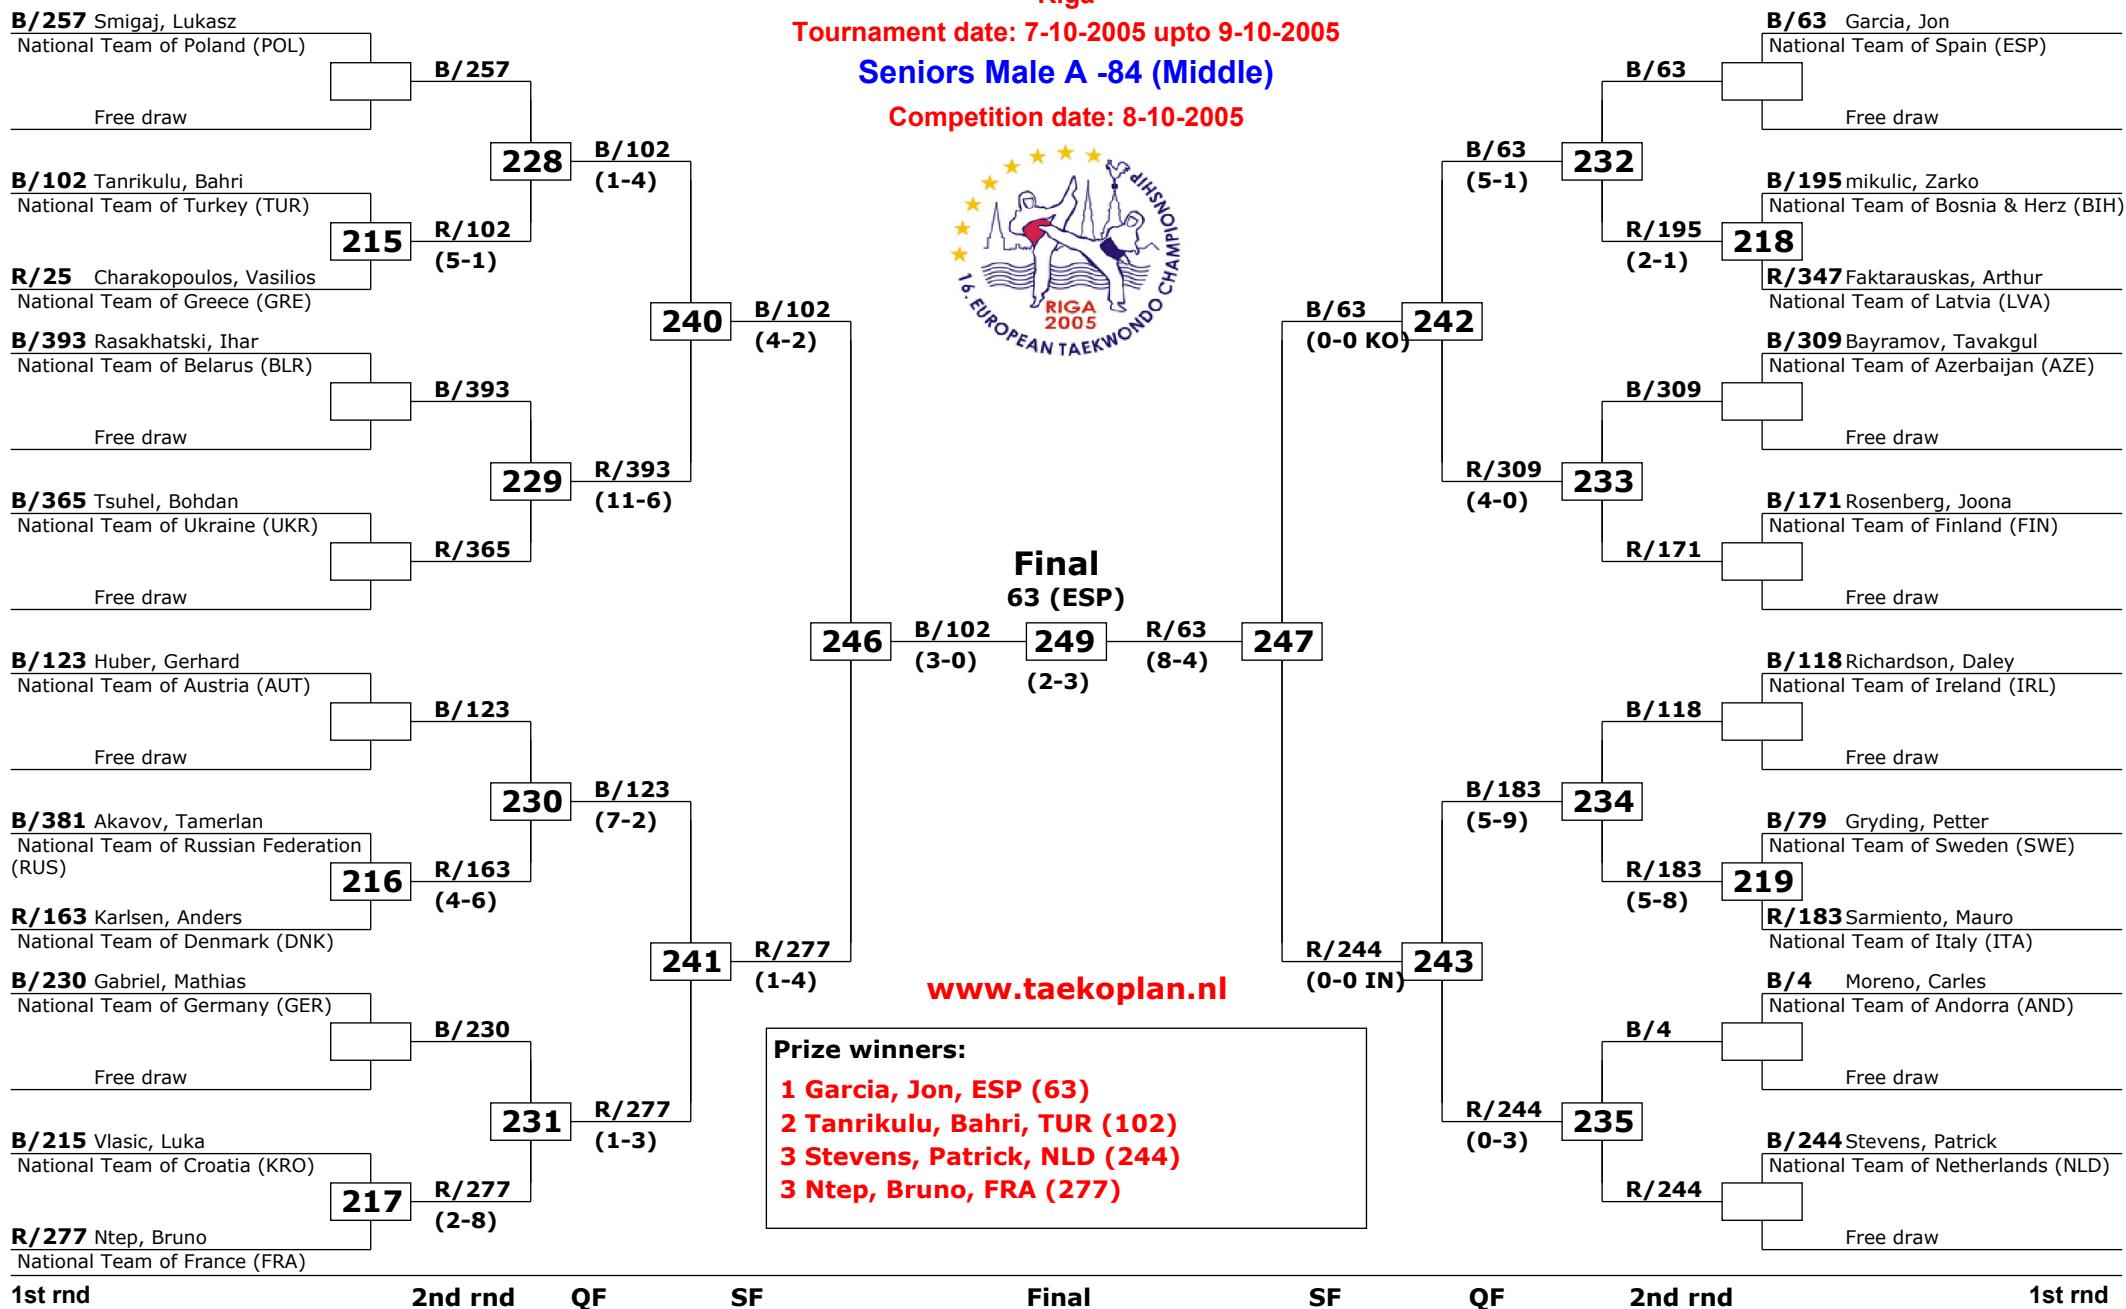 Riga
Tournament date: 7-10-2005 upto 9-10-2005
Seniors Male A -84 (Middle)
Competition date: 8-10-2005
16. EUROPEAN TAEKWONDO CHAMPIONSHIP
RIGA
2005
B/257 Smigaj, Lukasz
National Team of Poland (POL)
Free draw
B/102 Tanrikulu, Bahri
National Team of Turkey (TUR)
215
R/25 Charakopoulos, Vasilios
National Team of Greece (GRE)
B/393 Rasakhatski, Ihar
National Team of Belarus (BLR)
Free draw
B/365 Tsuhel, Bohdan
National Team of Ukraine (UKR)
Free draw
B/123 Huber, Gerhard
National Team of Austria (AUT)
Free draw
B/381 Akavov, Tamerlan
National Team of Russian Federation
(RUS)
216
R/163 Karlsen, Anders
National Team of Denmark (DNK)
B/230 Gabriel, Mathias
National Team of Germany (GER)
Free draw
B/215 Vlasic, Luka
National Team of Croatia (KRO)
217
R/277 Ntep, Bruno
National Team of France (FRA)
B/257
228
R/102
(5-1)
B/393
229
R/365
B/123
230
R/163
(4-6)
B/230
231
R/277
(2-8)
B/102
(1-4)
240
R/393
(11-6)
B/123
(7-2)
241
R/277
(1-3)
B/102
(4-2)
246
R/277
(1-4)
Final
63 (ESP)
B/102
(3-0)
249
(2-3)
R/63
(8-4)
B/63
(0-0 KO)
247
R/244
(0-0 IN)
B/63
(5-1)
242
R/309
(4-0)
B/183
(5-9)
243
R/244
(0-3)
B/63
232
R/195
(2-1)
B/309
233
R/171
B/118
234
R/183
(5-8)
B/4
235
R/244
B/63 Garcia, Jon
National Team of Spain (ESP)
Free draw
B/195 mikulic, Zarko
National Team of Bosnia & Herz (BIH)
218
R/347 Faktarauskas, Arthur
National Team of Latvia (LVA)
B/309 Bayramov, Tavakgul
National Team of Azerbaijan (AZE)
Free draw
B/171 Rosenberg, Joona
National Team of Finland (FIN)
Free draw
B/118 Richardson, Daley
National Team of Ireland (IRL)
Free draw
B/79 Gryding, Petter
National Team of Sweden (SWE)
219
R/183 Sarmiento, Mauro
National Team of Italy (ITA)
B/4 Moreno, Carles
National Team of Andorra (AND)
Free draw
B/244 Stevens, Patrick
National Team of Netherlands (NLD)
Free draw
www.taekoplan.nl
Prize winners:
1 Garcia, Jon, ESP (63)
2 Tanrikulu, Bahri, TUR (102)
3 Stevens, Patrick, NLD (244)
3 Ntep, Bruno, FRA (277)
1st rnd 2nd rnd QF SF Final SF QF 2nd rnd 1st rnd